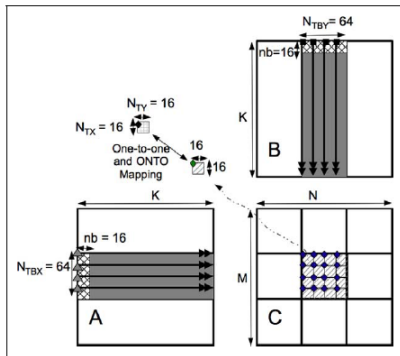 N_TBY = 64
nb=16
N_TY = 16
N_TX = 16
16
16
One-to-one
and ONTO
Mapping
K
B
K
N
nb = 16
N_TBX = 64
A
M
C